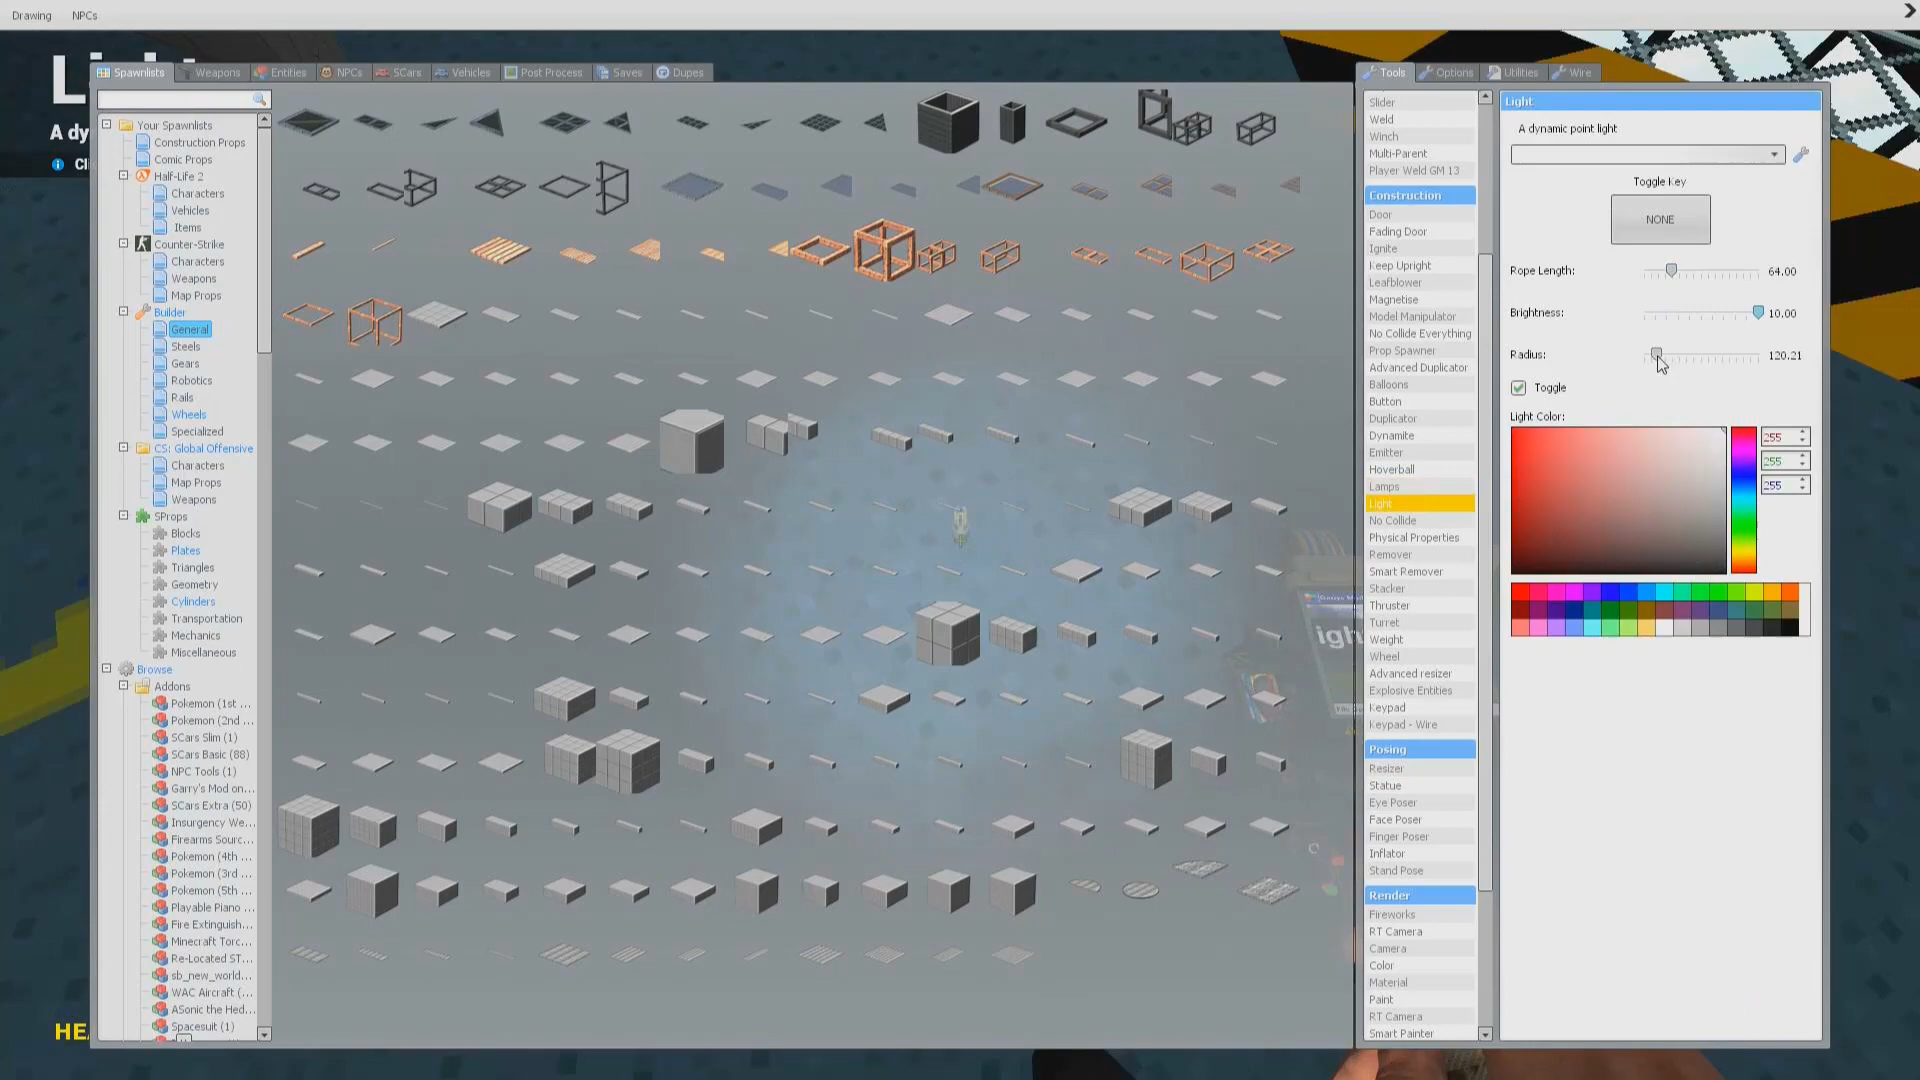 Drawing NPCs
A dy
Cli
HEA
Spawnlists Weapons Entities NPCs SCars Vehicles Post Process Saves Dupes
Your Spawnlists
Construction Props
Comic Props
Half-Life 2
Characters
Vehicles
Items
Counter-Strike
Characters
Weapons
Map Props
Builder
General
Steels
Gears
Robotics
Rails
Wheels
Specialized
CS: Global Offensive
Characters
Map Props
Weapons
SProps
Blocks
Plates
Triangles
Geometry
Cylinders
Transportation
Mechanics
Miscellaneous
Browse
Addons
Pokemon (1st ...
Pokemon (2nd ...
SCars Slim (1)
SCars Basic (88)
NPC Tools (1)
Garry's Mod on...
SCars Extra (50)
Insurgency We...
Firearms Sourc...
Pokemon (4th ...
Pokemon (3rd ...
Pokemon (5th ...
Playable Piano ...
Fire Extinguish...
Minecraft Torc...
Re-Located ST...
sb_new_world...
WAC Aircraft (...
ASonic the Hed...
Spacesuit (1)
igh
Tools Options Utilities Wire
Slider
Weld
Winch
Multi-Parent
Player Weld GM 13
Construction
Door
Fading Door
Ignite
Keep Upright
Leafblower
Magnetise
Model Manipulator
No Collide Everything
Prop Spawner
Advanced Duplicator
Balloons
Button
Duplicator
Dynamite
Emitter
Hoverball
Lamps
Light
No Collide
Physical Properties
Remover
Smart Remover
Stacker
Thruster
Turret
Weight
Wheel
Advanced resizer
Explosive Entities
Keypad
Keypad - Wire
Posing
Resizer
Statue
Eye Poser
Face Poser
Finger Poser
Inflator
Stand Pose
Render
Fireworks
RT Camera
Camera
Color
Material
Paint
RT Camera
Smart Painter
Light
A dynamic point light
Toggle Key
NONE
Rope Length: 64.00
Brightness: 10.00
Radius: 120.21
Toggle
Light Color:
255
255
255